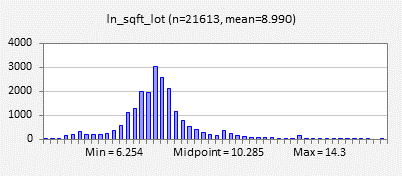 ln_sqft_lot (n=21613, mean=8.990)
4000
3000
2000
1000
0
Min = 6.254 Midpoint = 10.285 Max = 14.3